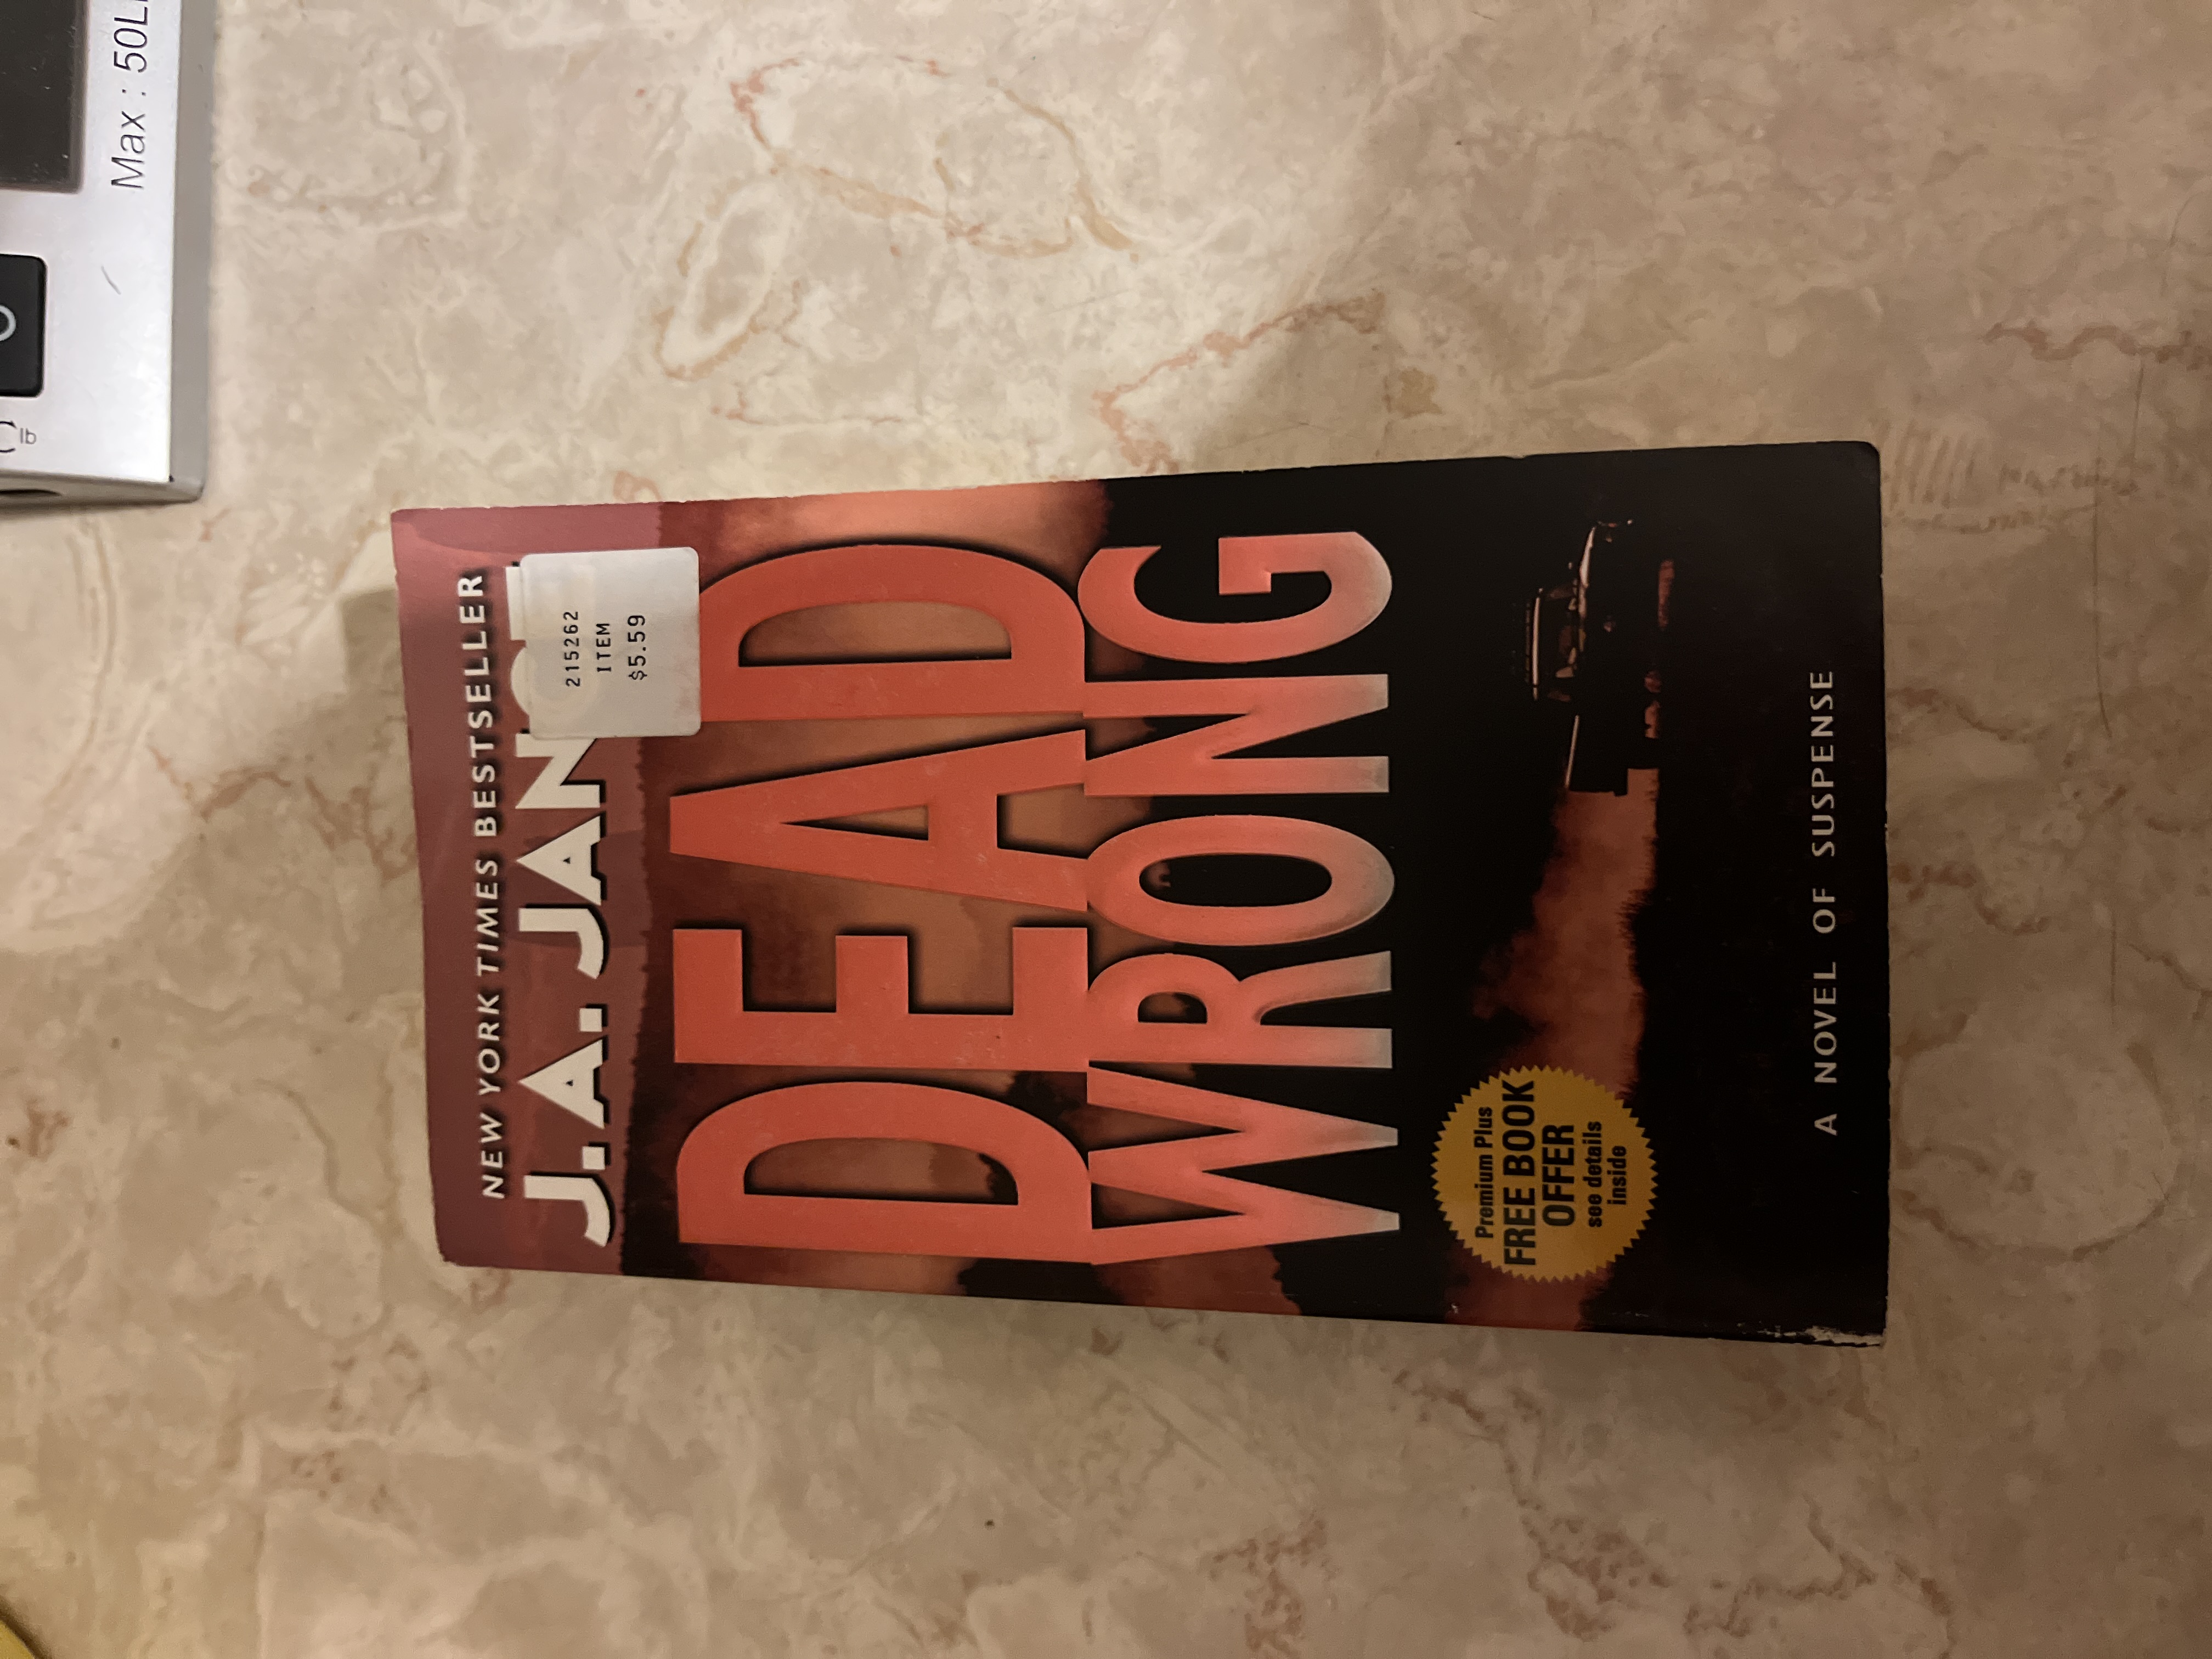 NEW YORK TIMES BESTSELLER
J.A. JAN
215262
ITEM
$5.59
DEAD
WRONG
Premium Plus
FREE BOOK
OFFER
see details
inside
A NOVEL OF SUSPENSE
Max : 50L
lb